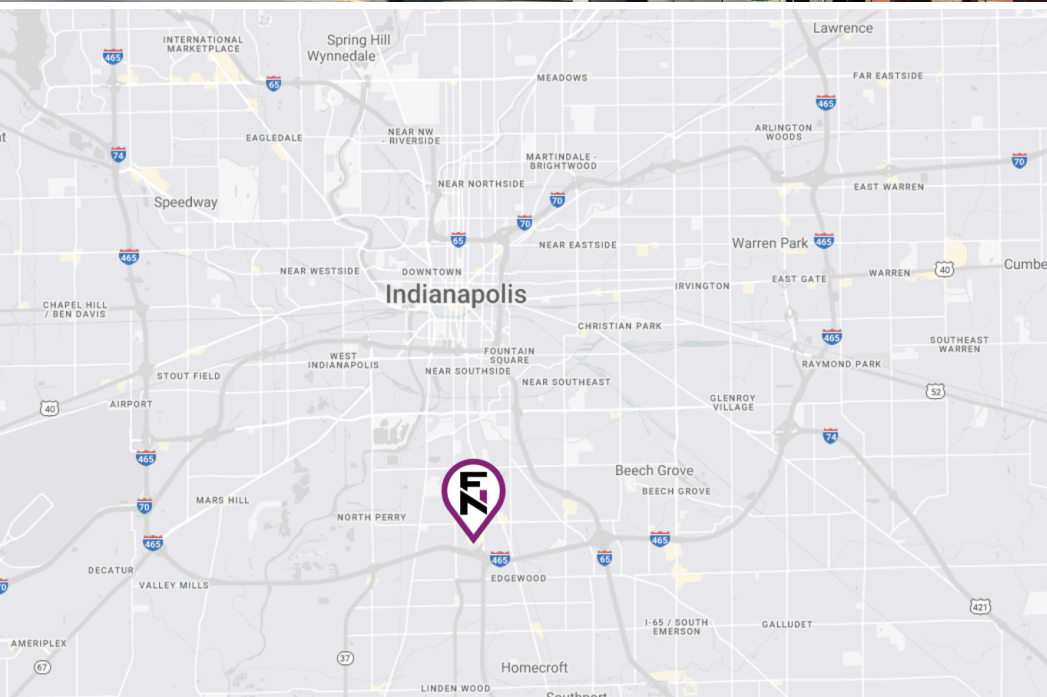 Lawrence
INTERNATIONAL
MARKETPLACE
Spring Hill
Wynnedale
465
65
MEADOWS
FAR EASTSIDE
465
EAGLEDALE
NEAR NW
- RIVERSIDE
ARLINGTON
WOODS
74
MARTINDALE -
BRIGHTWOOD
70
NEAR NORTHSIDE
EAST WARREN
Speedway
70
70
65
NEAR EASTSIDE
Warren Park
465
465
NEAR WESTSIDE
DOWNTOWN
EAST GATE
WARREN
40
Cumbe
Indianapolis
IRVINGTON
CHAPEL HILL
/ BEN DAVIS
CHRISTIAN PARK
465
SOUTHEAST
WARREN
WEST
INDIANAPOLIS
FOUNTAIN
SQUARE
NEAR SOUTHSIDE
RAYMOND PARK
STOUT FIELD
NEAR SOUTHEAST
52
40
AIRPORT
GLENROY
VILLAGE
74
465
Beech Grove
BEECH GROVE
FN
MARS HILL
70
NORTH PERRY
465
465
465
65
DECATUR
VALLEY MILLS
EDGEWOOD
70
421
I-65 / SOUTH
EMERSON
GALLUDET
AMERIPLEX
67
37
Homecroft
LINDEN WOOD
Southport